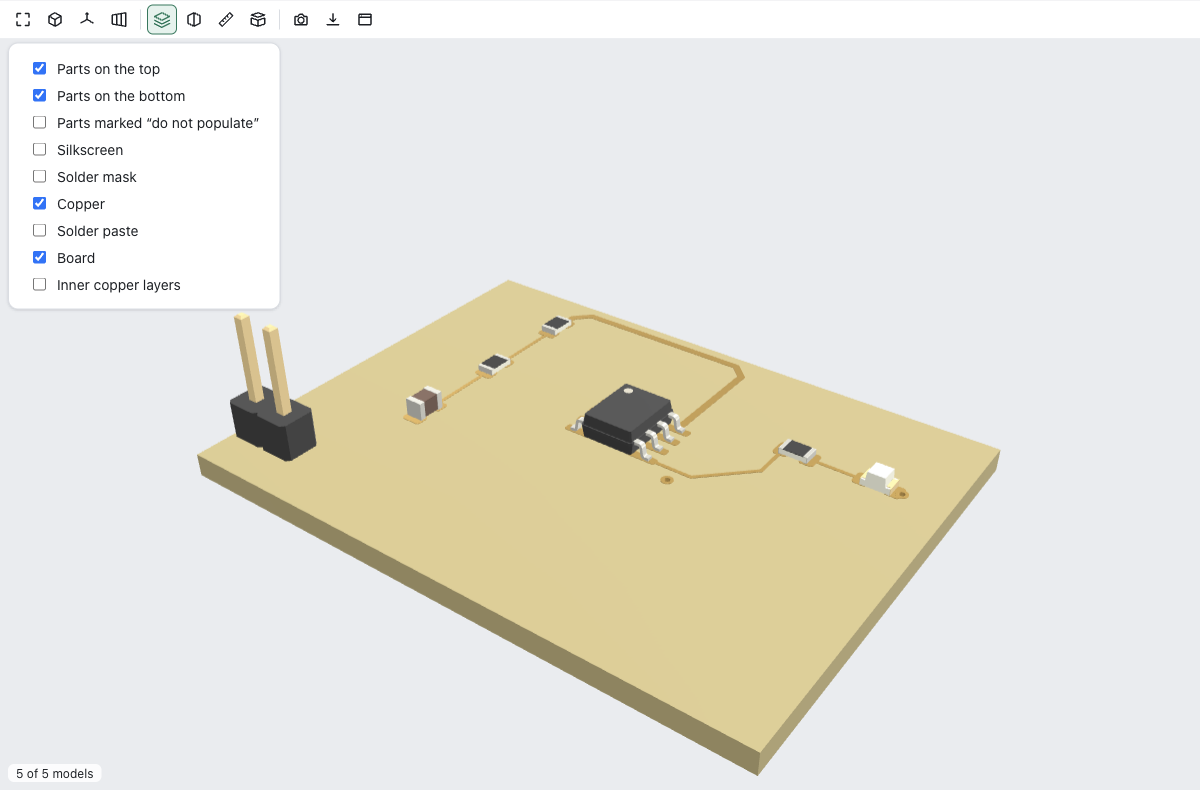 Parts on the top
Parts on the bottom
Parts marked “do not populate”
Silkscreen
Solder mask
Copper
Solder paste
Board
Inner copper layers
5 of 5 models